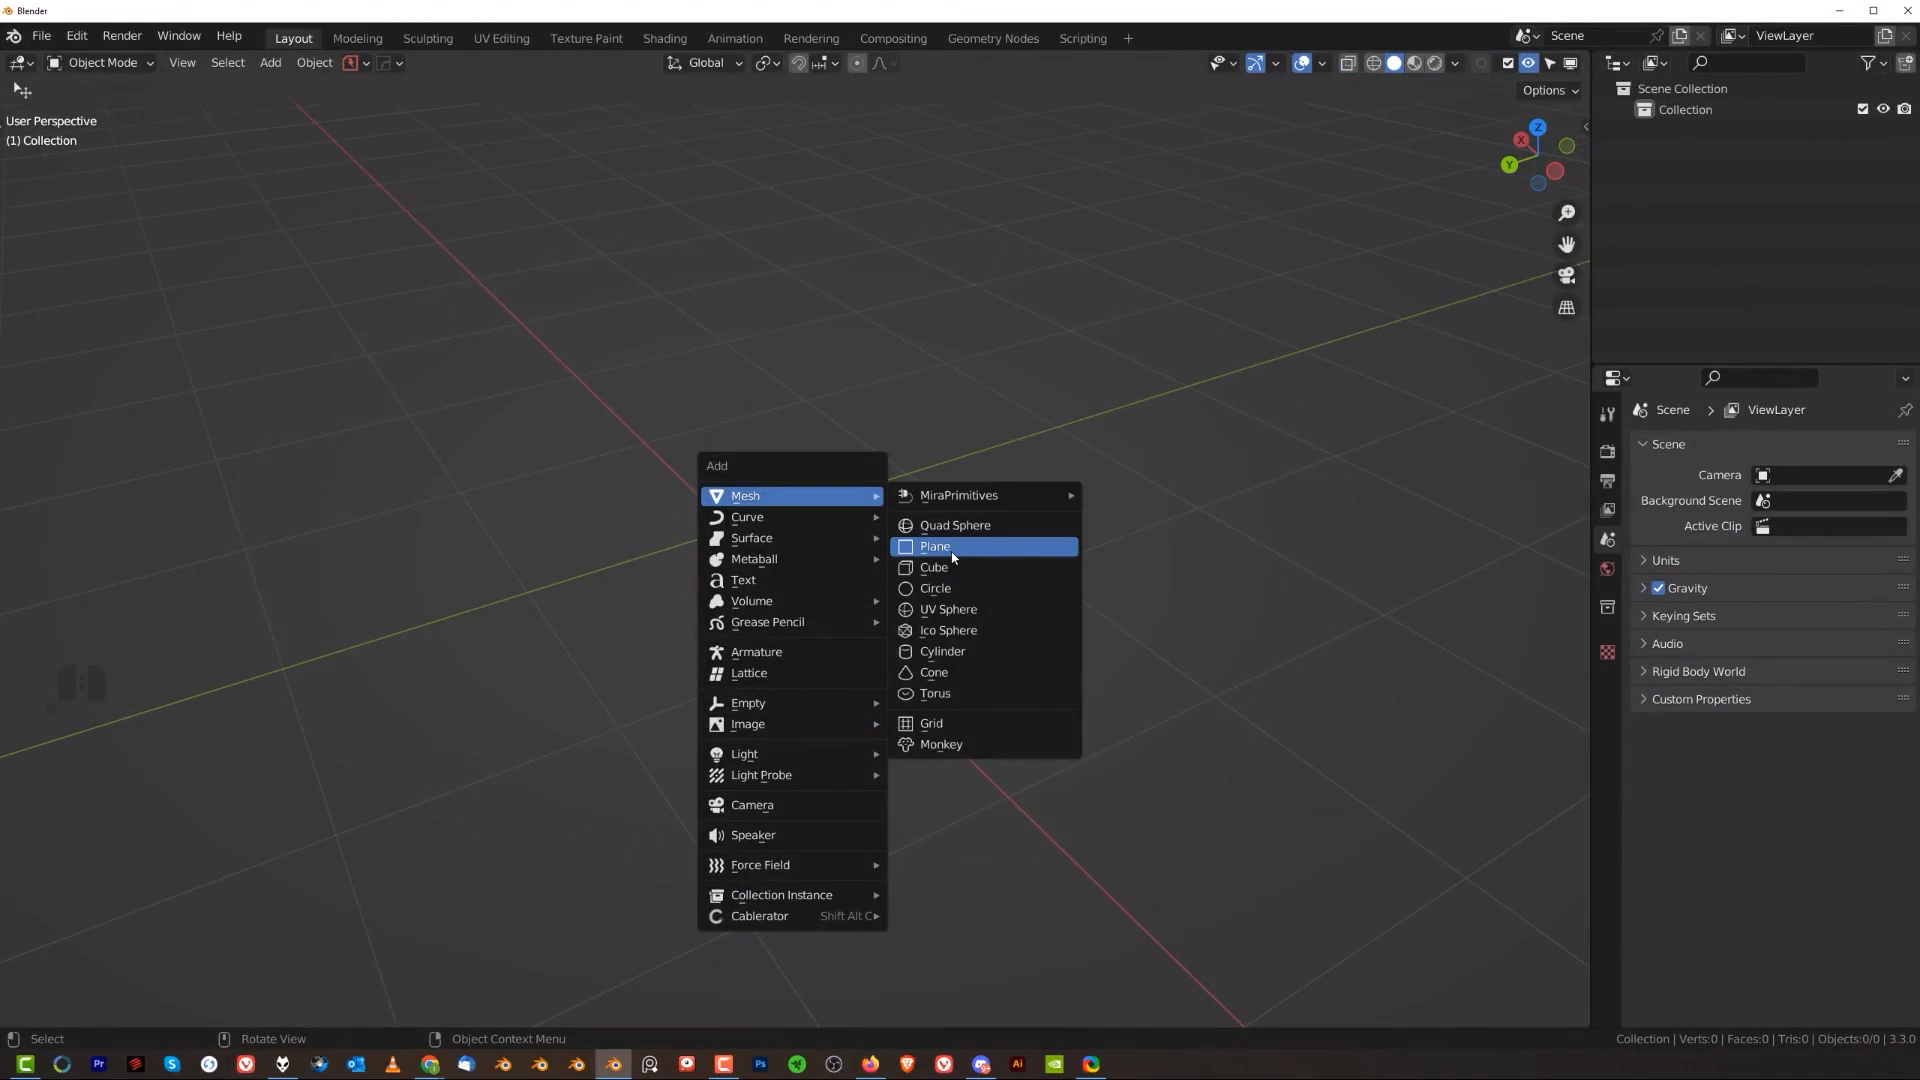 Blender
File Edit Render Window Help Layout Modeling Sculpting UV Editing Texture Paint Shading Animation Rendering Compositing Geometry Nodes Scripting + Scene ViewLayer
Object Mode View Select Add Object Global
Options
User Perspective
(1) Collection
Z
X
Y
Scene Collection
Collection
Scene > ViewLayer
Scene
Camera
Background Scene
Active Clip
Units
Gravity
Keying Sets
Audio
Rigid Body World
Custom Properties
Add
Mesh
Curve
Surface
Metaball
Text
Volume
Grease Pencil
Armature
Lattice
Empty
Image
Light
Light Probe
Camera
Speaker
Force Field
Collection Instance
Cablerator Shift Alt C
MiraPrimitives
Quad Sphere
Plane
Cube
Circle
UV Sphere
Ico Sphere
Cylinder
Cone
Torus
Grid
Monkey
Select Rotate View Object Context Menu Collection | Verts:0 | Faces:0 | Tris:0 | Objects:0/0 | 3.3.0
Pr S Ps Ai